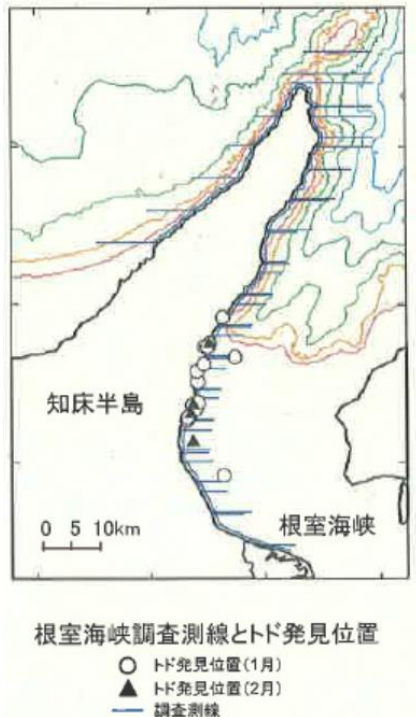 知床半島
根室海峡
0 5 10km
根室海峡調査測線とトド発見位置
トド発見位置(1月)
トド発見位置(2月)
調査測線